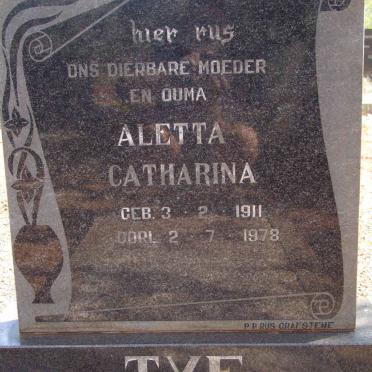 hier rus
ONS DIERBARE MOEDER
EN OUMA
ALETTA
CATHARINA
GEB. 3 - 2 - 1911
OORL. 2 - 7 - 1978
P.P.RUS GRAFSTENE
TYE